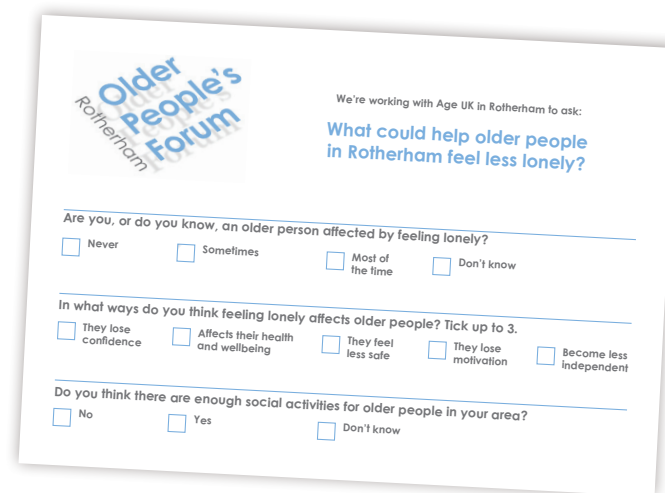 Rotherham
Older
People's
Forum
We're working with Age UK in Rotherham to ask:
What could help older people
in Rotherham feel less lonely?
Are you, or do you know, an older person affected by feeling lonely?
Never
Sometimes
Most of
the time
Don't know
In what ways do you think feeling lonely affects older people? Tick up to 3.
They lose
confidence
Affects their health
and wellbeing
They feel
less safe
They lose
motivation
Become less
independent
Do you think there are enough social activities for older people in your area?
No
Yes
Don't know